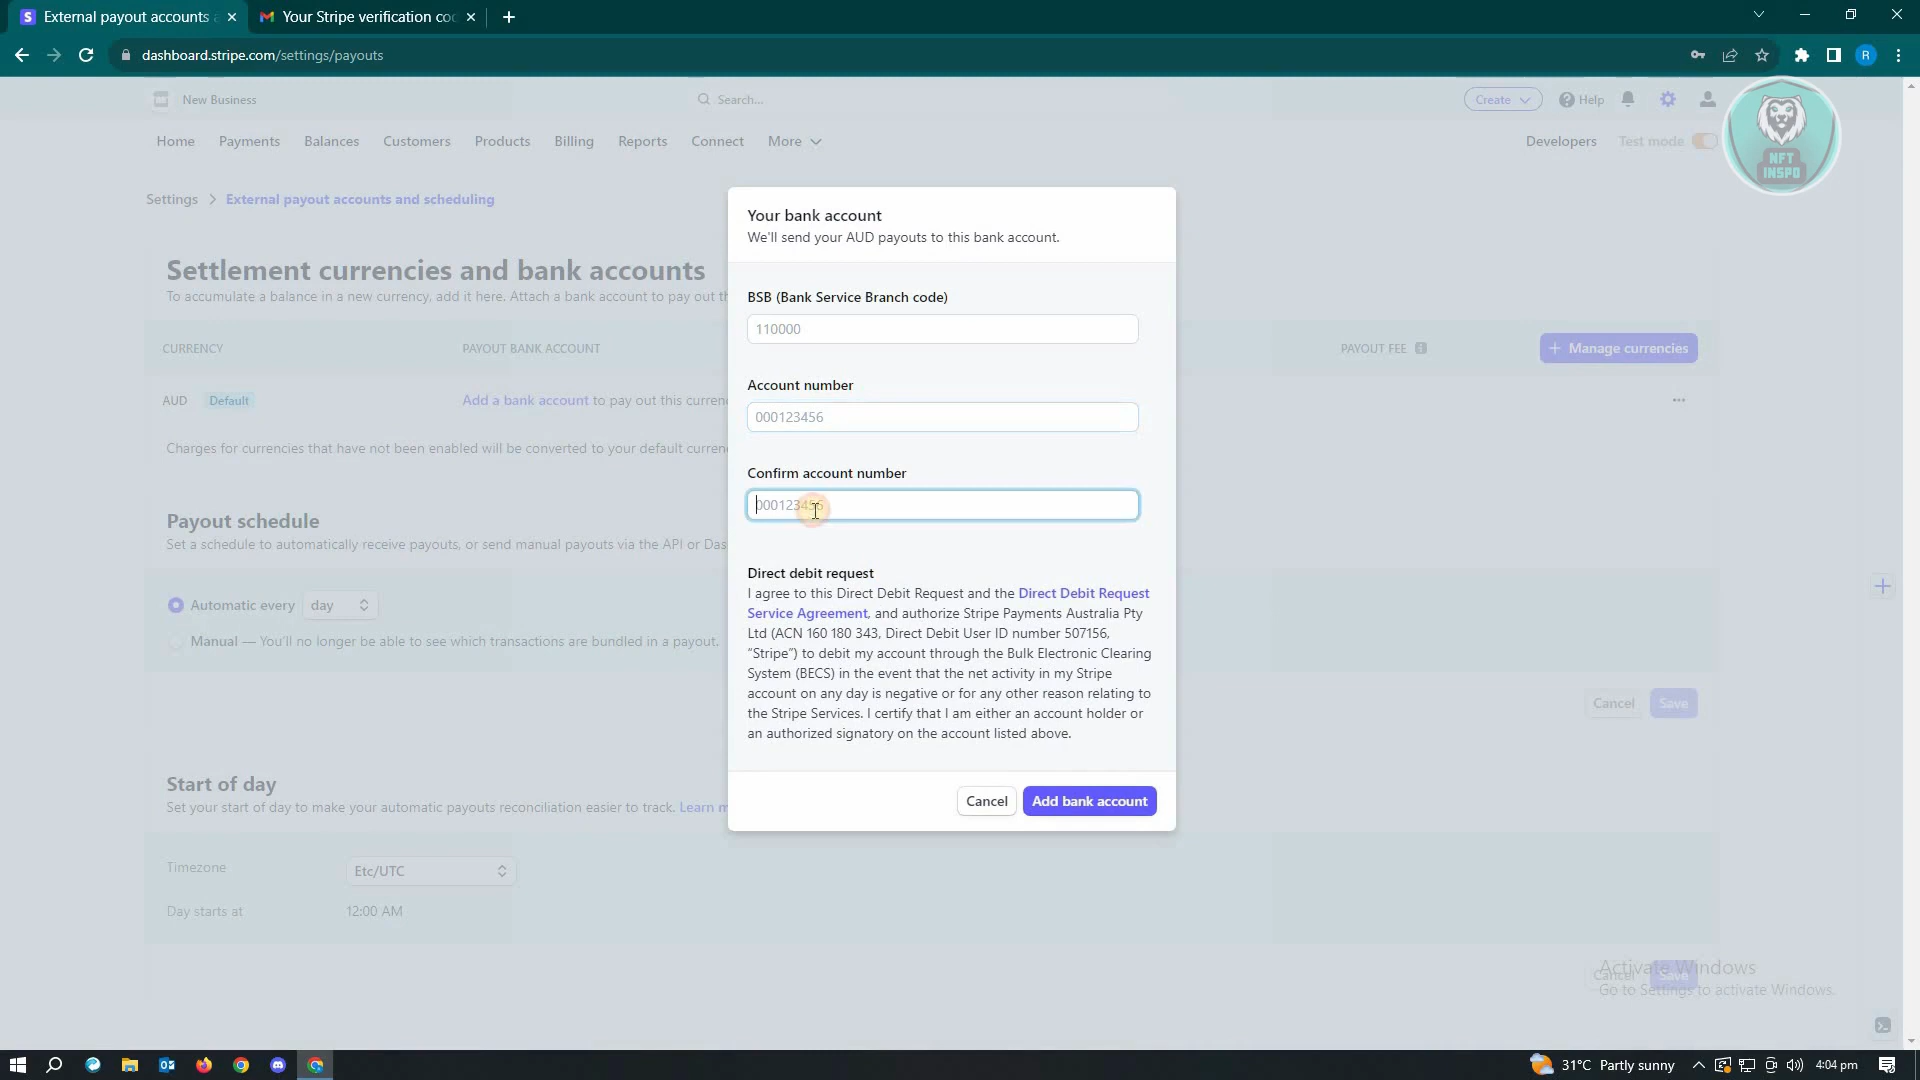 External payout accounts a
Your Stripe verification coc
dashboard.stripe.com/settings/payouts
R
New Business
Search...
Create
Help
NFT
INSPO
Home
Payments
Balances
Customers
Products
Billing
Reports
Connect
More
Developers
Test mode
Settings
External payout accounts and scheduling
Settlement currencies and bank accounts
To accumulate a balance in a new currency, add it here. Attach a bank account to pay out th
CURRENCY
PAYOUT BANK ACCOUNT
PAYOUT FEE
+ Manage currencies
AUD
Default
Add a bank account to pay out this curren
Charges for currencies that have not been enabled will be converted to your default curren
Payout schedule
Set a schedule to automatically receive payouts, or send manual payouts via the API or Das
Automatic every
day
Manual — You'll no longer be able to see which transactions are bundled in a payout.
Cancel
Save
Start of day
Set your start of day to make your automatic payouts reconciliation easier to track. Learn m
Timezone
Etc/UTC
Day starts at
12:00 AM
Cancel
Save
Your bank account
We'll send your AUD payouts to this bank account.
BSB (Bank Service Branch code)
110000
Account number
000123456
Confirm account number
000123456
Direct debit request
I agree to this Direct Debit Request and the Direct Debit Request
Service Agreement, and authorize Stripe Payments Australia Pty
Ltd (ACN 160 180 343, Direct Debit User ID number 507156,
“Stripe”) to debit my account through the Bulk Electronic Clearing
System (BECS) in the event that the net activity in my Stripe
account on any day is negative or for any other reason relating to
the Stripe Services. I certify that I am either an account holder or
an authorized signatory on the account listed above.
Cancel
Add bank account
Activate Windows
Go to Settings to activate Windows.
31°C Partly sunny
4:04 pm